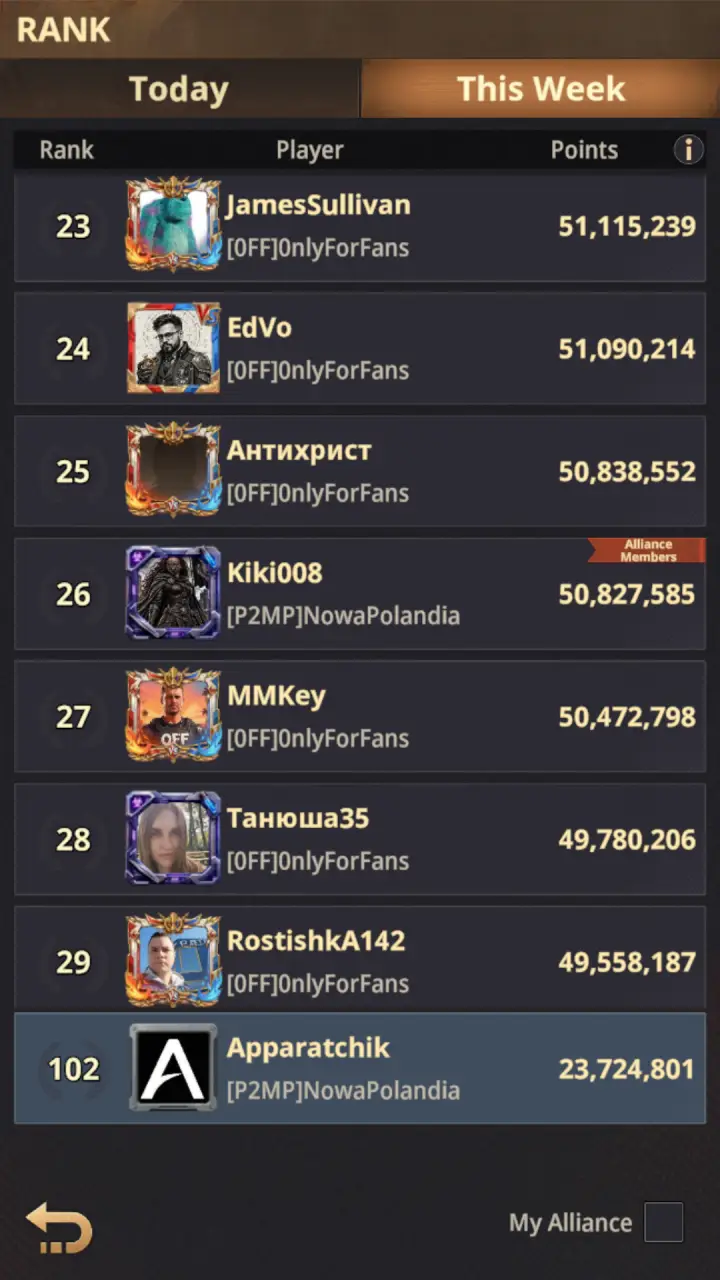 RANK
Today
This Week
Rank
Player
Points
i
23
JamesSullivan
[0FF]0nlyForFans
51,115,239
24
VS
EdVo
[0FF]0nlyForFans
51,090,214
25
Антихрист
[0FF]0nlyForFans
50,838,552
Alliance
Members
26
Kiki008
[P2MP]NowaPolandia
50,827,585
27
OFF
MMKey
[0FF]0nlyForFans
50,472,798
28
Танюша35
[0FF]0nlyForFans
49,780,206
29
RostishkA142
[0FF]0nlyForFans
49,558,187
102
A
Apparatchik
[P2MP]NowaPolandia
23,724,801
My Alliance